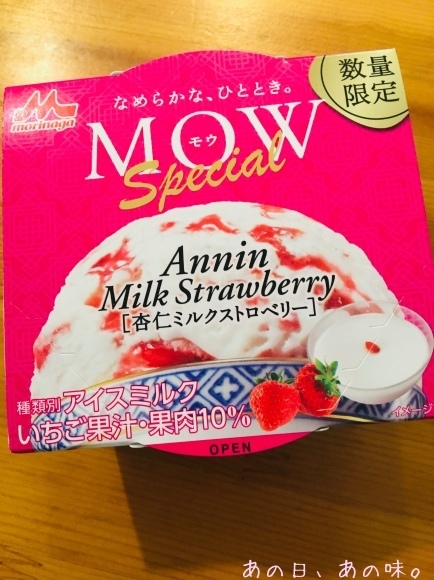 morinaga
なめらかな、ひととき。
数量
限定
MOW
モウ
Special
Annin
Milk Strawberry
[杏仁ミルクストロベリー]
種類別アイスミルク
いちご果汁・果肉10%
イメージ
OPEN
あの日、あの味。